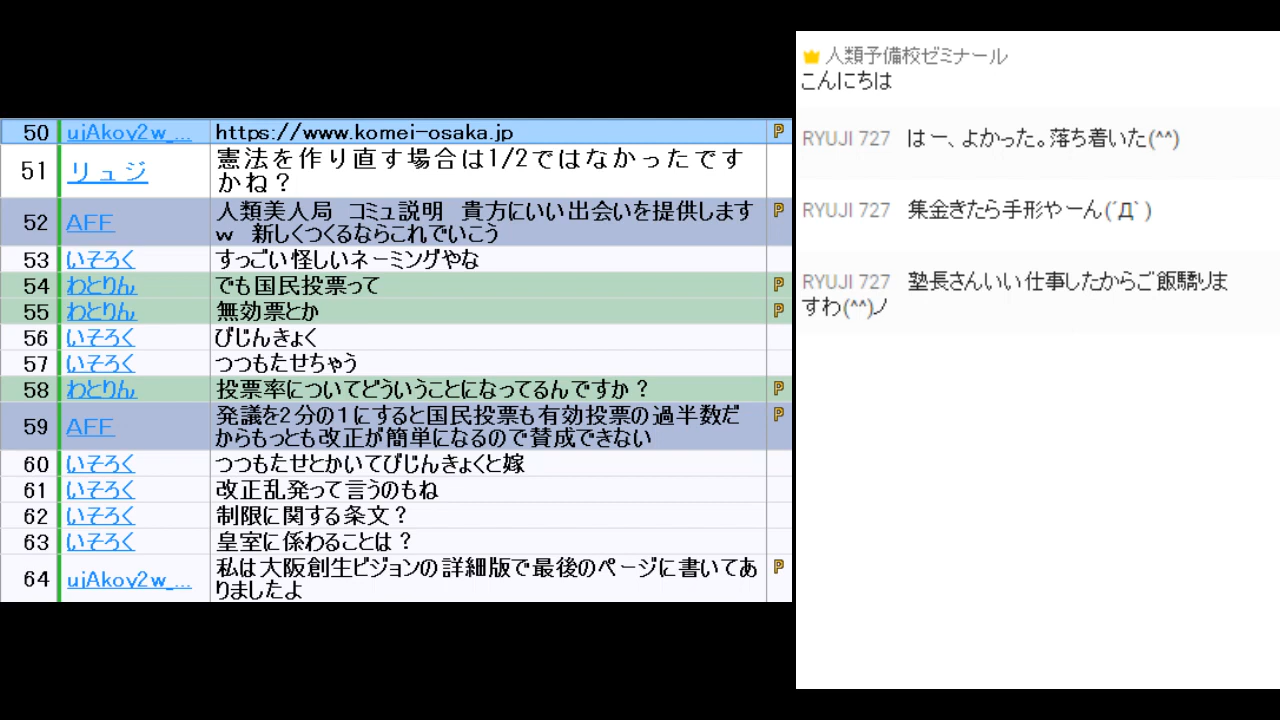 50 ujAkoy2w_... https://www.komei-osaka.jp P
51 リュジ 憲法を作り直す場合は1/2ではなかったです
かね？
52 AFF 人類美人局　コミュ説明　貴方にいい出会いを提供します P
ｗ　新しくつくるならこれでいこう
53 いそろく すっごい怪しいネーミングやな
54 わとりん でも国民投票って P
55 わとりん 無効票とか P
56 いそろく びじんきょく
57 いそろく つつもたせちゃう
58 わとりん 投票率についてどういうことになってるんですか？ P
59 AFF 発議を2分の1にすると国民投票も有効投票の過半数だ P
からもっとも改正が簡単になるので賛成できない
60 いそろく つつもたせとかいてびじんきょくと嫁
61 いそろく 改正乱発って言うのもね
62 いそろく 制限に関する条文？
63 いそろく 皇室に係わることは？
64 ujAkoy2w_... 私は大阪創生ビジョンの詳細版で最後のページに書いてあ P
りましたよ
人類予備校ゼミナール
こんにちは
RYUJI 727 はー、よかった。落ち着いた(^^)
RYUJI 727 集金きたら手形やーん(´Д`)
RYUJI 727 塾長さんいい仕事したからご飯驕りま
すわ(^^)ノ